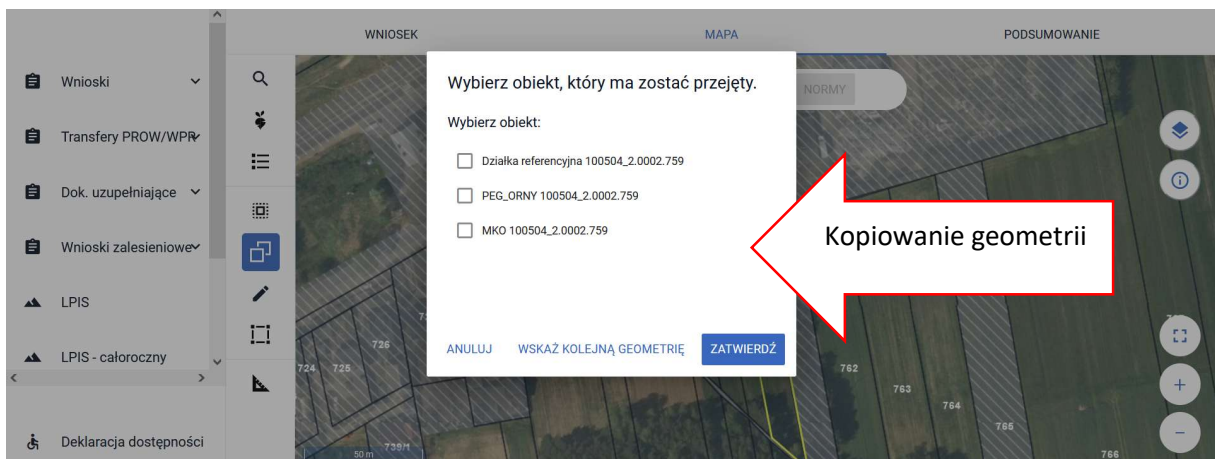 WNIOSEK
MAPA
PODSUMOWANIE
Wnioski
Transfery PROW/WPR
Dok. uzupełniające
Wnioski zalesieniowe
LPIS
LPIS - całoroczny
Deklaracja dostępności
NORMY
Wybierz obiekt, który ma zostać przejęty.
Wybierz obiekt:
Działka referencyjna 100504_2.0002.759
PEG_ORNY 100504_2.0002.759
MKO 100504_2.0002.759
ANULUJ WSKAŻ KOLEJNĄ GEOMETRIĘ ZATWIERDŹ
Kopiowanie geometrii
726
724 725
762
763
764
765
766
739/1
50 m